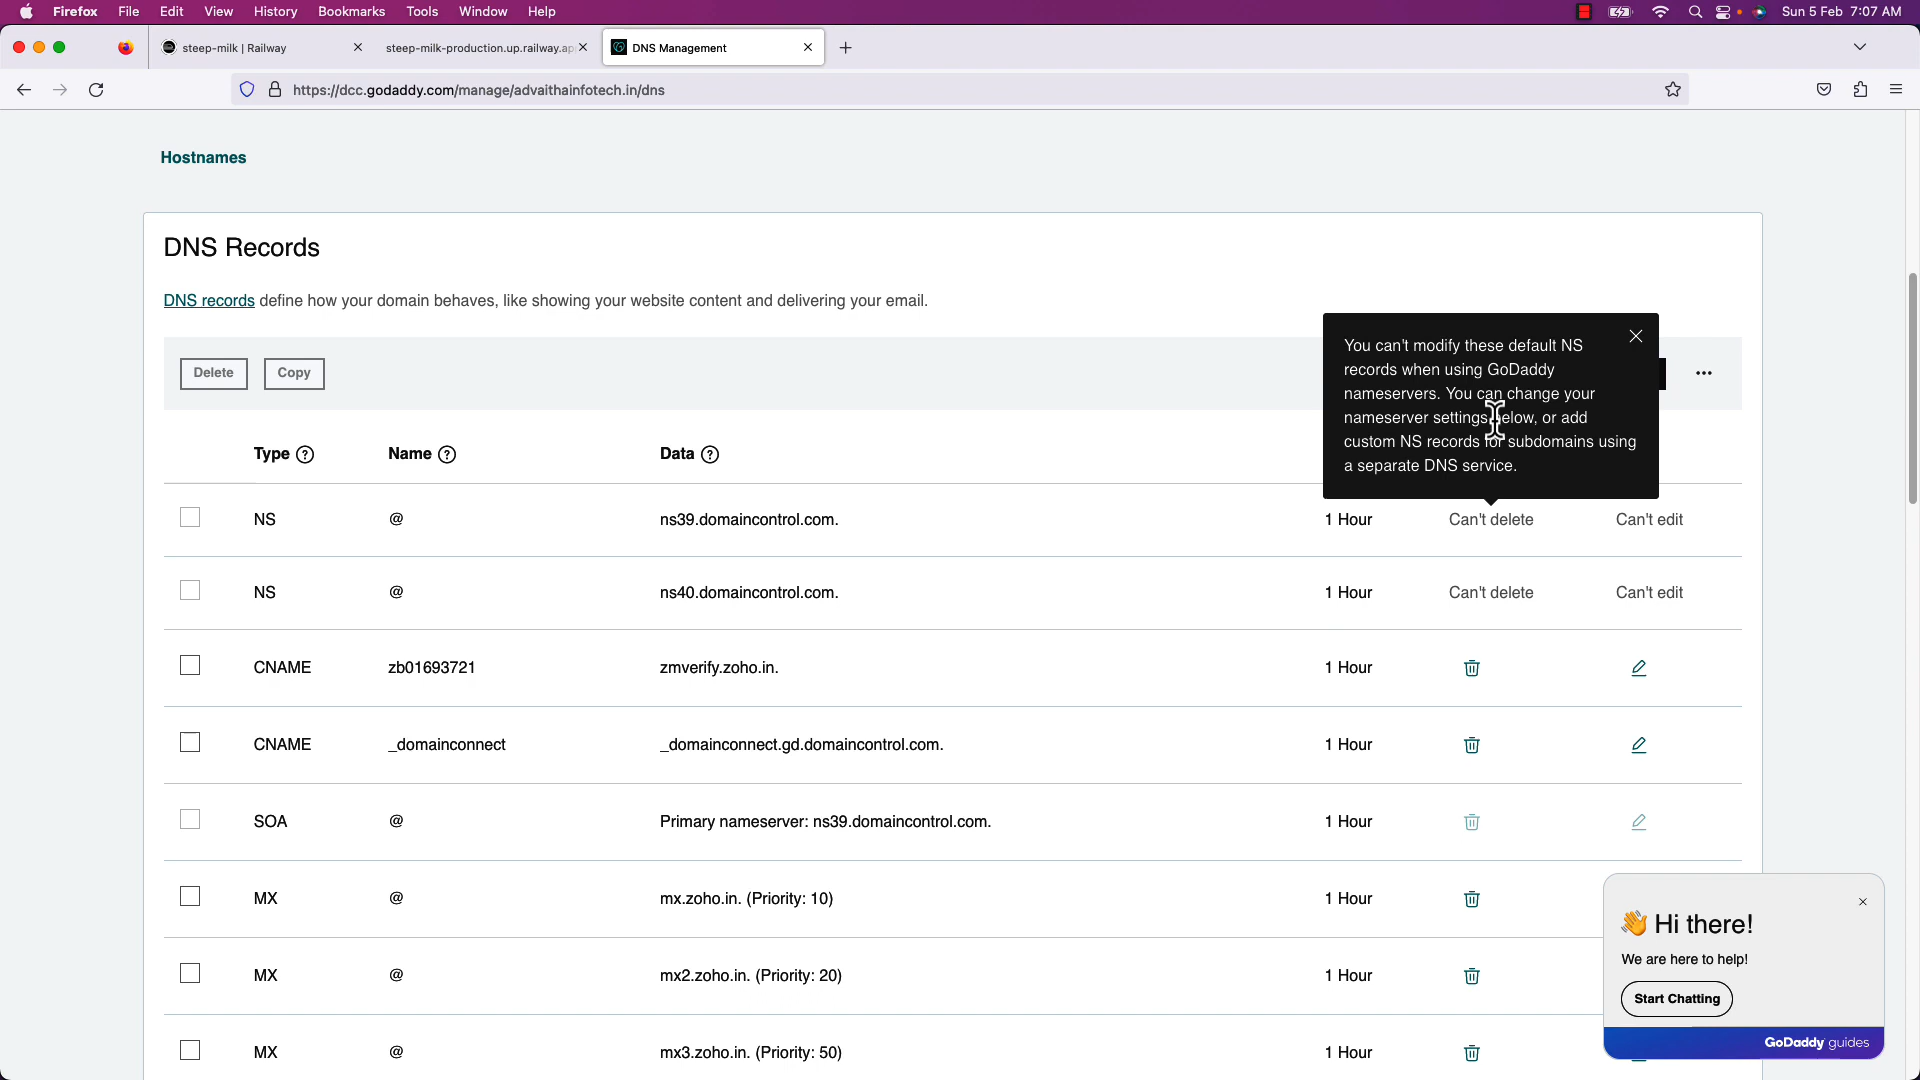 Firefox File Edit View History Bookmarks Tools Window Help Sun 5 Feb 7:07 AM
steep-milk | Railway steep-milk-production.up.railway.ap DNS Management
https://dcc.godaddy.com/manage/advaithainfotech.in/dns
Hostnames
DNS Records
DNS records define how your domain behaves, like showing your website content and delivering your email.
Delete Copy
You can't modify these default NS
records when using GoDaddy
nameservers. You can change your
nameserver settings below, or add
custom NS records for subdomains using
a separate DNS service.
Type Name Data
NS @ ns39.domaincontrol.com. 1 Hour Can't delete Can't edit
NS @ ns40.domaincontrol.com. 1 Hour Can't delete Can't edit
CNAME zb01693721 zmverify.zoho.in. 1 Hour
CNAME _domainconnect _domainconnect.gd.domaincontrol.com. 1 Hour
SOA @ Primary nameserver: ns39.domaincontrol.com. 1 Hour
MX @ mx.zoho.in. (Priority: 10) 1 Hour
MX @ mx2.zoho.in. (Priority: 20) 1 Hour
MX @ mx3.zoho.in. (Priority: 50) 1 Hour
👋 Hi there!
We are here to help!
Start Chatting
GoDaddy guides